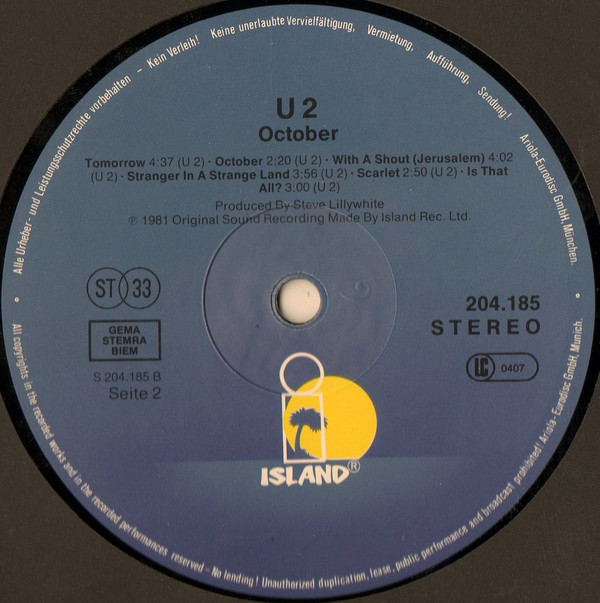 Alle Urheber- und Leistungsschutzrechte vorbehalten – Kein Verleih! Keine unerlaubte Vervielfältigung, Vermietung, Aufführung, Sendung! Ariola-Eurodisc GmbH, München.
U 2
October
Tomorrow 4:37 (U 2) · October 2:20 (U 2) · With A Shout (Jerusalem) 4:02
(U 2) · Stranger In A Strange Land 3:56 (U 2) · Scarlet 2:50 (U 2) · Is That
All? 3:00 (U 2)
Produced By Steve Lillywhite
℗ 1981 Original Sound Recording Made By Island Rec. Ltd.
ST 33
GEMA
STEMRA
BIEM
S 204.185 B
Seite 2
204.185
STEREO
LC 0407
ISLAND®
All copyrights in the recorded works and in the recorded performances reserved – No lending! Unauthorized duplication, lease, public performance and broadcast prohibited! Ariola-Eurodisc GmbH, Munich.